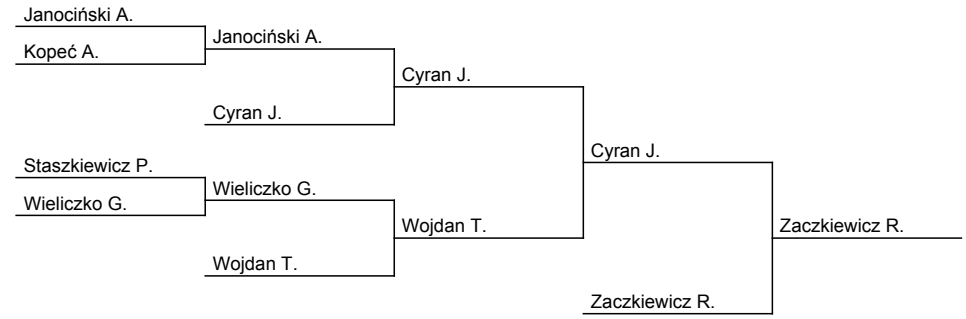 Janociński A.
Kopeć A.
Janociński A.
Cyran J.
Cyran J.
Staszkiewicz P.
Wieliczko G.
Wieliczko G.
Wojdan T.
Wojdan T.
Cyran J.
Zaczkiewicz R.
Zaczkiewicz R.